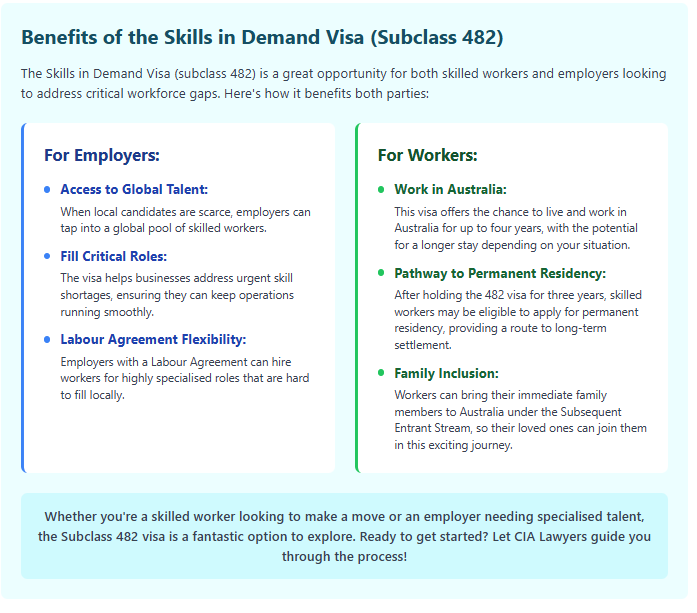 Benefits of the Skills in Demand Visa (Subclass 482)
The Skills in Demand Visa (subclass 482) is a great opportunity for both skilled workers and employers looking
to address critical workforce gaps. Here's how it benefits both parties:
For Employers:
Access to Global Talent:
When local candidates are scarce, employers can
tap into a global pool of skilled workers.
Fill Critical Roles:
The visa helps businesses address urgent skill
shortages, ensuring they can keep operations
running smoothly.
Labour Agreement Flexibility:
Employers with a Labour Agreement can hire
workers for highly specialised roles that are hard
to fill locally.
For Workers:
Work in Australia:
This visa offers the chance to live and work in
Australia for up to four years, with the potential
for a longer stay depending on your situation.
Pathway to Permanent Residency:
After holding the 482 visa for three years, skilled
workers may be eligible to apply for permanent
residency, providing a route to long-term
settlement.
Family Inclusion:
Workers can bring their immediate family
members to Australia under the Subsequent
Entrant Stream, so their loved ones can join them
in this exciting journey.
Whether you're a skilled worker looking to make a move or an employer needing specialised talent,
the Subclass 482 visa is a fantastic option to explore. Ready to get started? Let CIA Lawyers guide you
through the process!